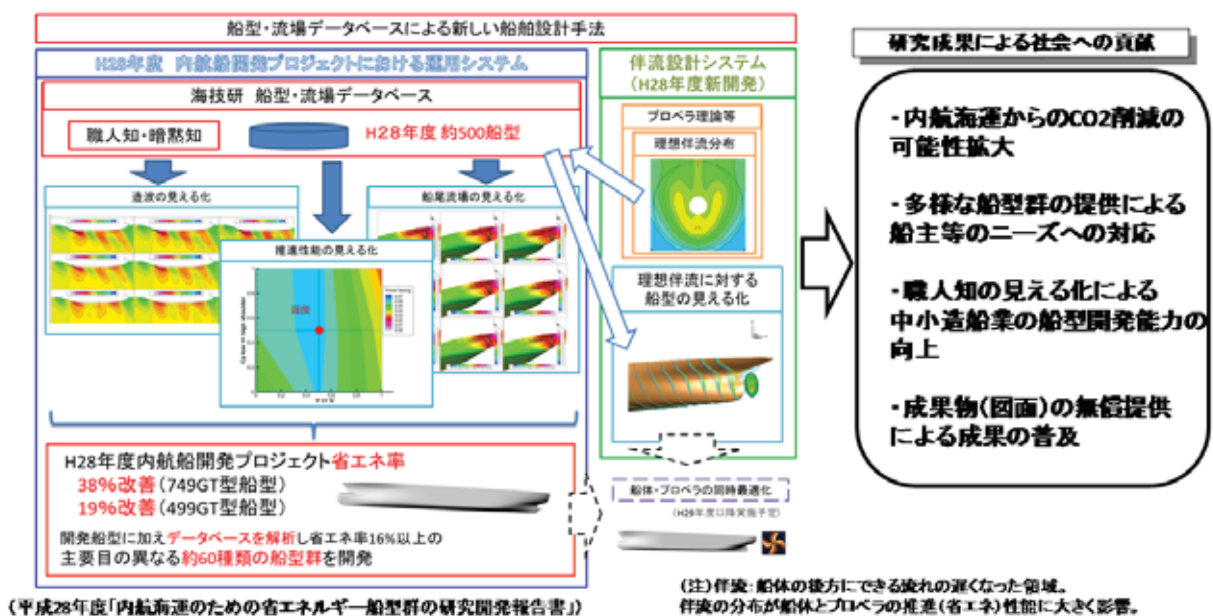 船型・流場データベースによる新しい船舶設計手法
H28年度 内航船開発プロジェクトにおける運用システム
海技研 船型・流場データベース
職人知・暗黙知
H28年度 約500船型
造波の見える化
船尾流場の見える化
推進性能の見える化
0
0.2
0.4
0.6
0.8
1
H28年度内航船開発プロジェクト省エネ率
38%改善(749GT型船型)
19%改善(499GT型船型)
開発船型に加えデータベースを解析し省エネ率16%以上の
主要目の異なる約60種類の船型群を開発
(平成28年度「内航海運のための省エネルギー船型群の研究開発報告書」)
伴流設計システム
(H28年度新開発)
プロペラ理論等
理想伴流分布
理想伴流に対する
船型の見える化
船体・プロペラの同時最適化
(H29年度以降実施予定)
(注)伴流：船体の後方にできる流れの遅くなった領域。
伴流の分布が船体とプロペラの推進(省エネ)性能に大きく影響。
研究成果による社会への貢献
・内航海運からのCO2削減の
可能性拡大
・多様な船型群の提供による
船主等のニーズへの対応
・職人知の見える化による
中小造船業の船型開発能力の
向上
・成果物(図面)の無償提供
による成果の普及